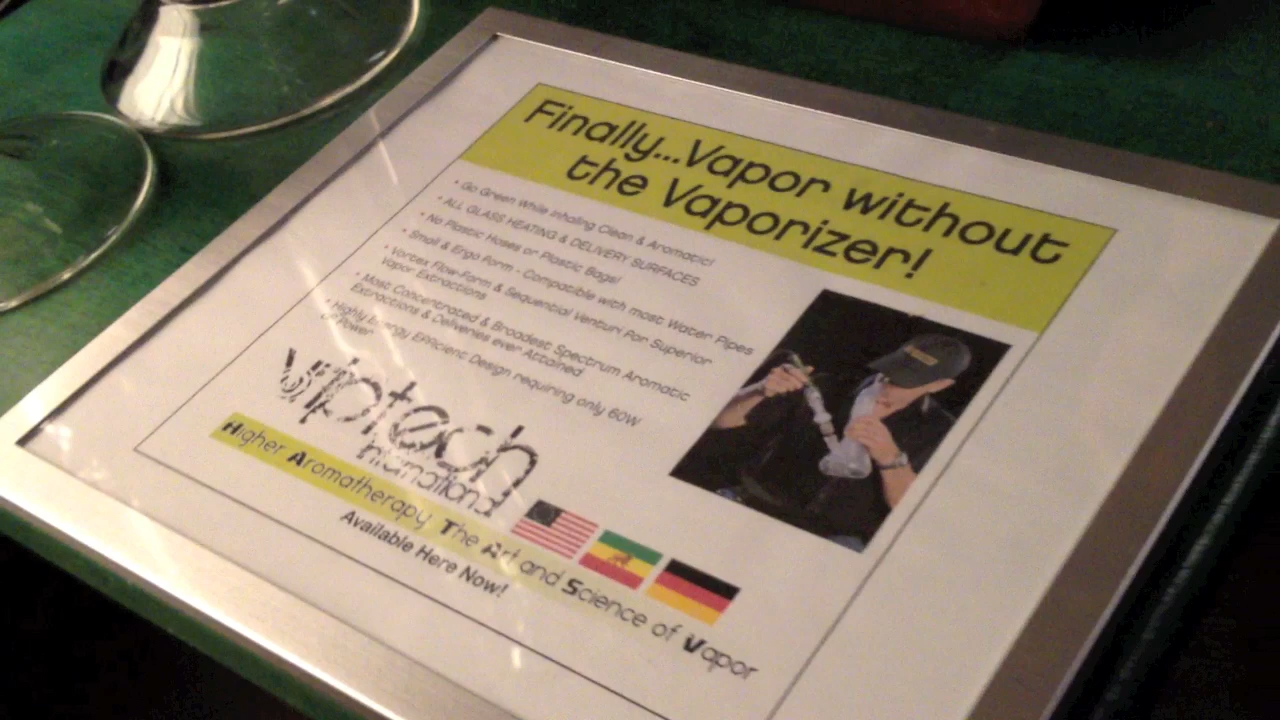 Finally...Vapor without
the Vaporizer!
• Go Green while inhaling Clean & Aromatic!
• ALL GLASS HEATING & DELIVERY SURFACES
• No Plastic Hoses or Plastic Bags!
• Small & Ergo Form - Compatible with most Water Pipes
• Vortex Flow-Form & Sequential Venturi for Superior
Vapor Extractions
• Most Concentrated & Broadest Spectrum Aromatic
Extractions & Deliveries ever Attained
• Highly Energy Efficient Design requiring only 60W
of Power
International
Higher Aromatherapy The Art and Science of Vapor
Available Here Now!